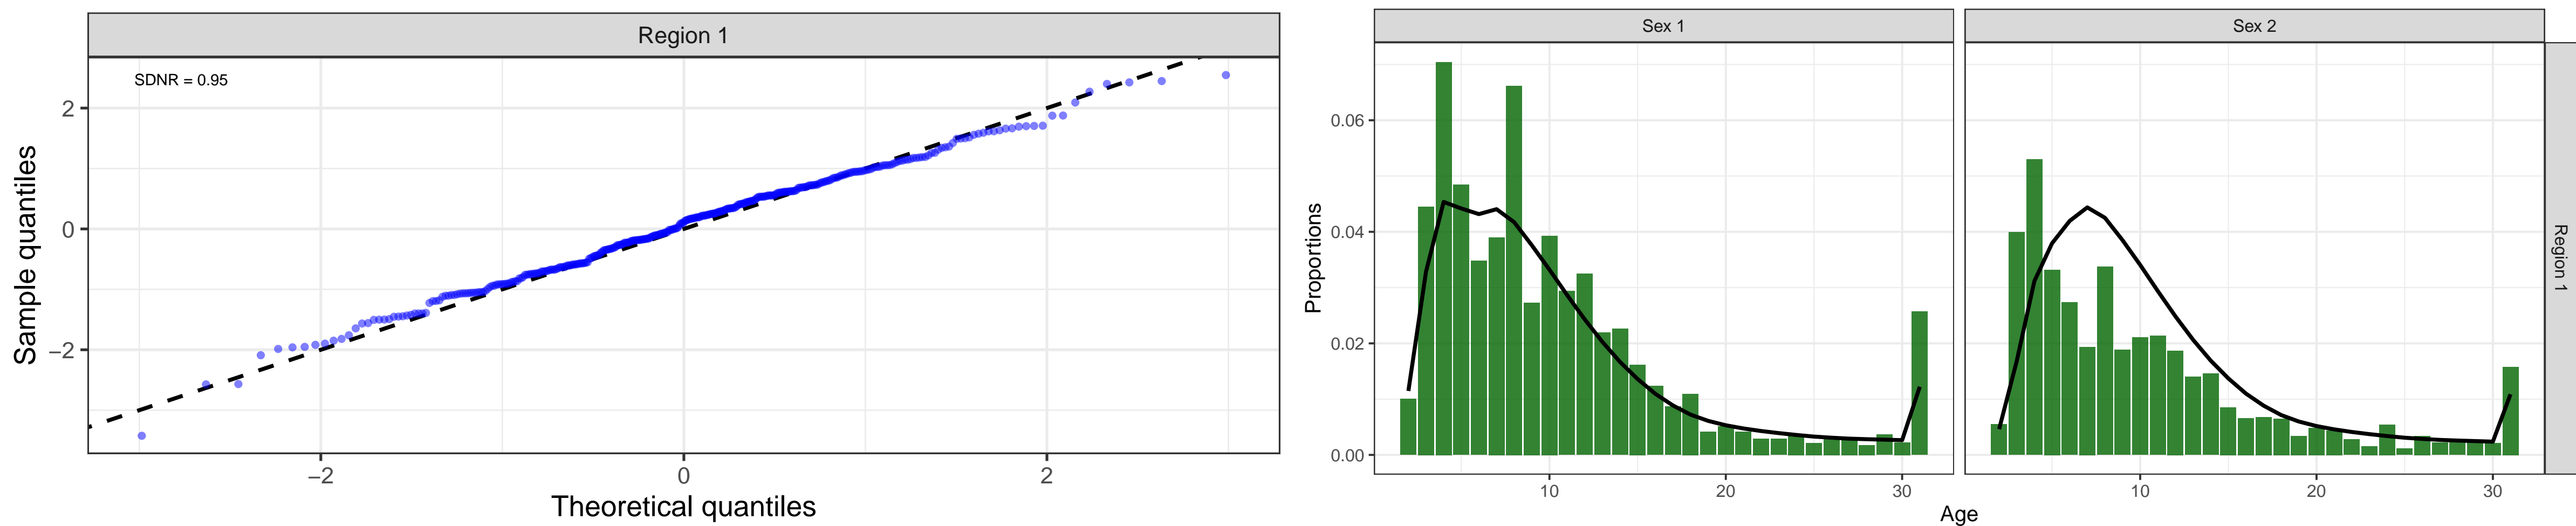 Region 1
SDNR = 0.95
2
0
−2
Sample quantiles
−2 0 2
Theoretical quantiles
Sex 1 Sex 2
0.06
0.04
0.02
0.00
Proportions
Region 1
10 20 30 10 20 30
Age